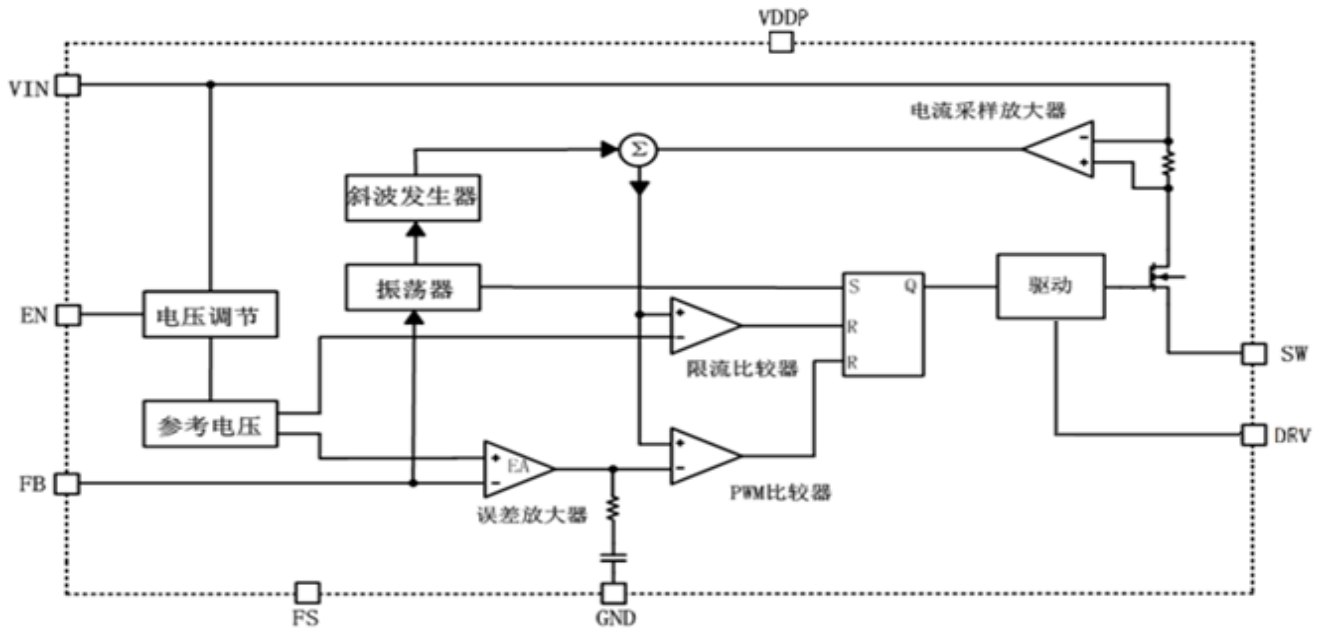 VDDP
VIN
电流采样放大器
-
+
Σ
斜波发生器
振荡器
驱动
S
Q
EN
电压调节
+
-
R
限流比较器
R
SW
参考电压
DRV
+
EA
-
+
-
FB
PWM比较器
误差放大器
FS
GND